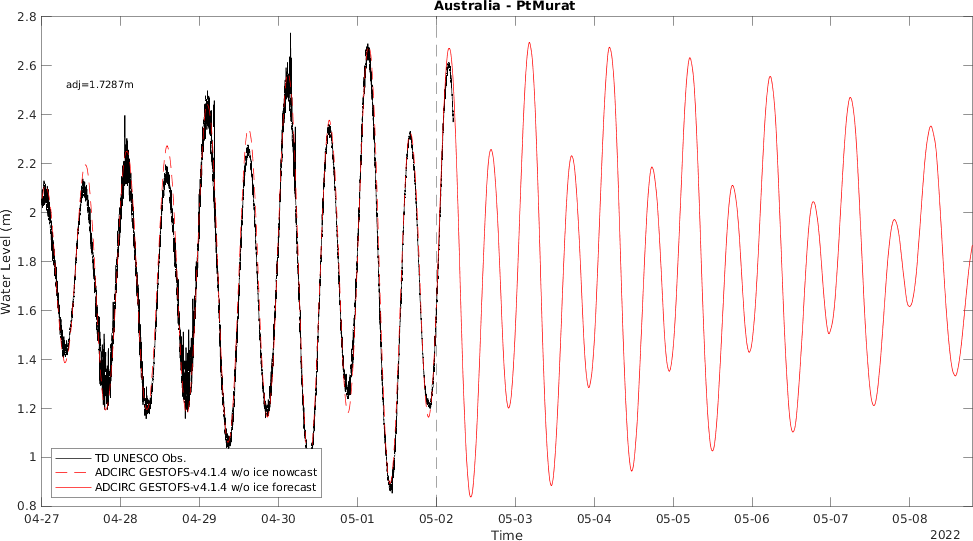 Australia - PtMurat
2.8
2.6
2.4
2.2
2
1.8
1.6
1.4
1.2
1
0.8
Water Level (m)
adj=1.7287m
TD UNESCO Obs.
ADCIRC GESTOFS-v4.1.4 w/o ice nowcast
ADCIRC GESTOFS-v4.1.4 w/o ice forecast
04-27 04-28 04-29 04-30 05-01 05-02 05-03 05-04 05-05 05-06 05-07 05-08
Time
2022